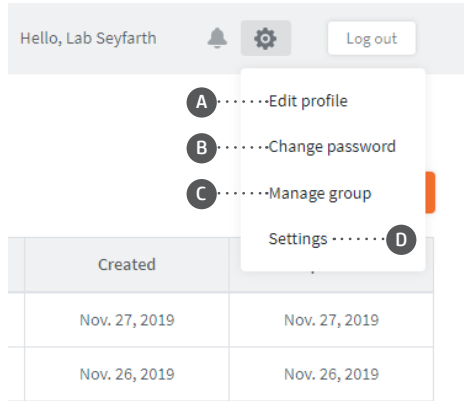 Hello, Lab Seyfarth Log out
A Edit profile
B Change password
C Manage group
Settings D
Created
Nov. 27, 2019 Nov. 27, 2019
Nov. 26, 2019 Nov. 26, 2019